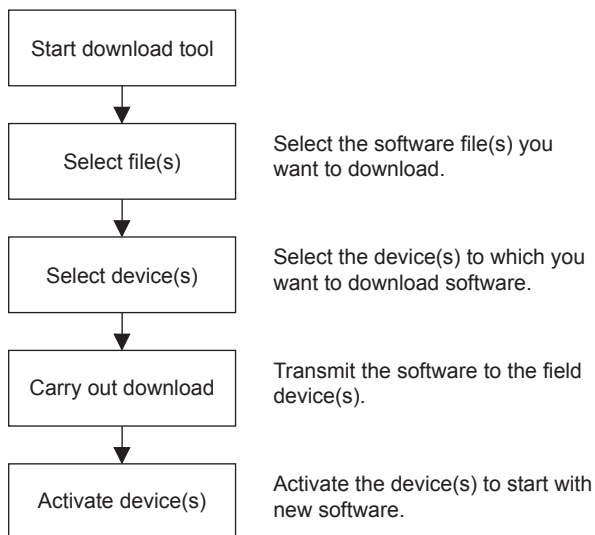 Start download tool
Select file(s)
Select the software file(s) you
want to download.
Select device(s)
Select the device(s) to which you
want to download software.
Carry out download
Transmit the software to the field
device(s).
Activate device(s)
Activate the device(s) to start with
new software.